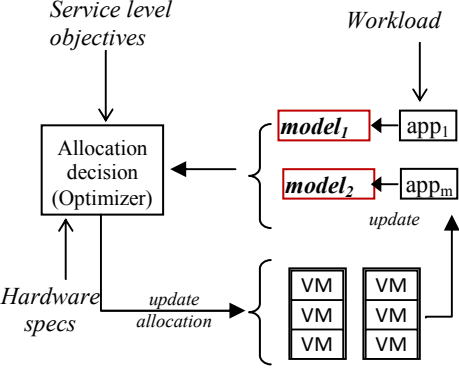 Service level
objectives
Workload
Allocation
decision
(Optimizer)
model1
app1
model2
appm
update
Hardware
specs
update
allocation
VM
VM
VM
VM
VM
VM